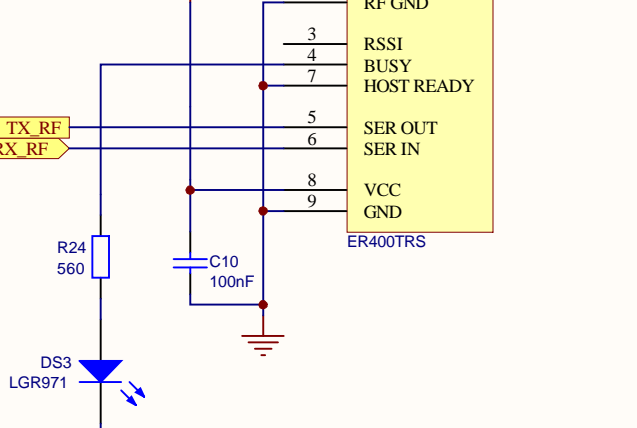 RF GND
3 RSSI
4 BUSY
7 HOST READY
TX_RF 5 SER OUT
RX_RF 6 SER IN
8 VCC
9 GND
ER400TRS
R24
560
C10
100nF
DS3
LGR971